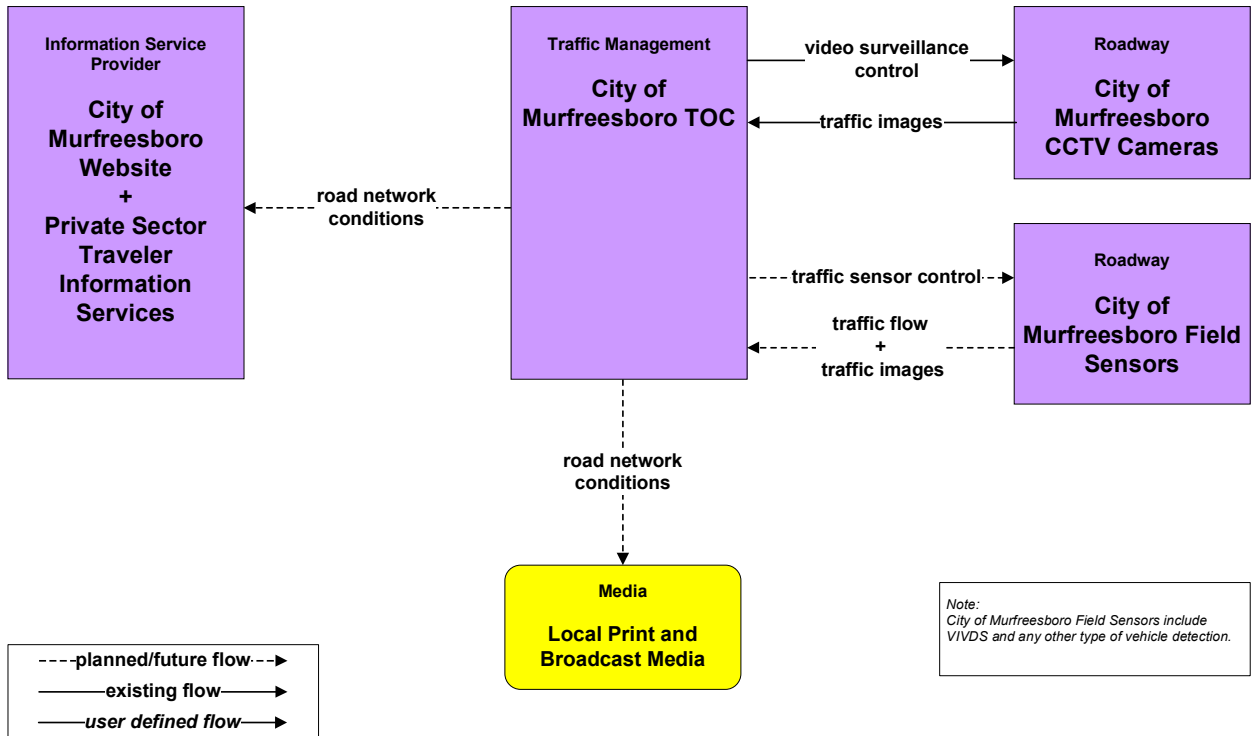 Information Service
Provider
City of
Murfreesboro
Website
+
Private Sector
Traveler
Information
Services
road network
conditions
Traffic Management
City of
Murfreesboro TOC
video surveillance
control
traffic images
Roadway
City of
Murfreesboro
CCTV Cameras
traffic sensor control
traffic flow
+
traffic images
Roadway
City of
Murfreesboro Field
Sensors
road network
conditions
Media
Local Print and
Broadcast Media
Note:
City of Murfreesboro Field Sensors include
VIVDS and any other type of vehicle detection.
planned/future flow
existing flow
user defined flow